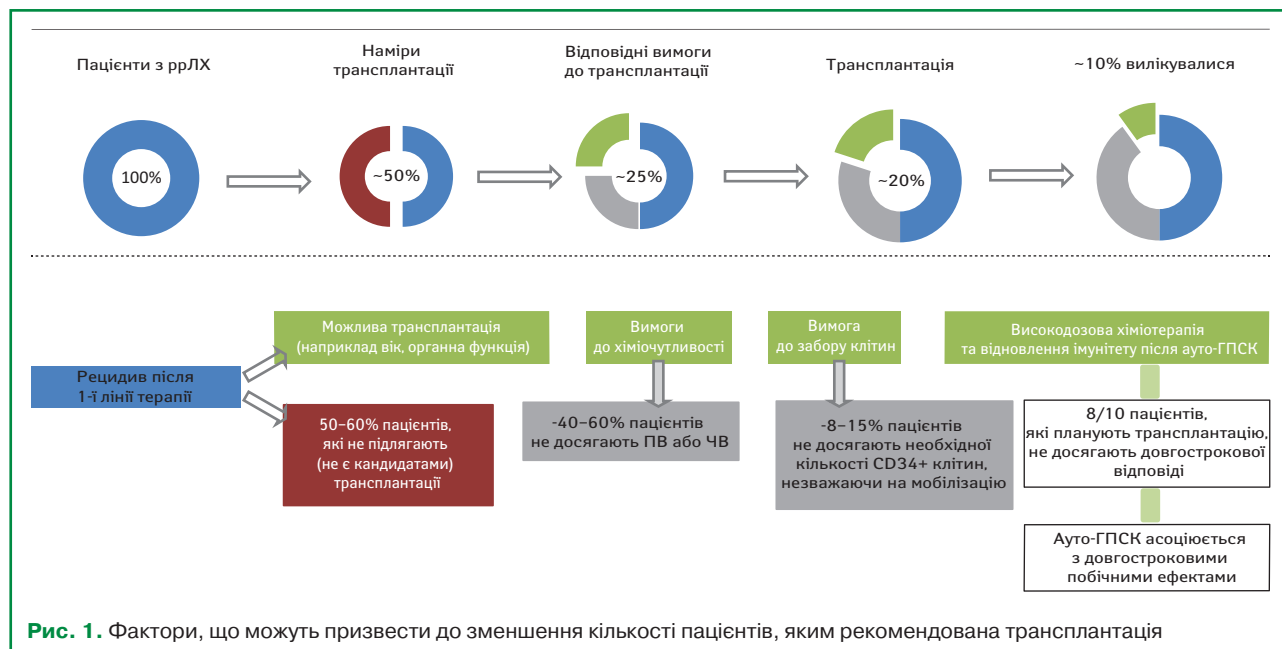 Пацієнти з ррЛХ
Наміри
трансплантації
Відповідні вимоги
до трансплантації
Трансплантація
~10% вилікувалися
100%
~50%
~25%
~20%
Рецидив після
1-ї лінії терапії
Можлива трансплантація
(наприклад вік, органна функція)
50–60% пацієнтів,
які не підлягають
(не є кандидатами)
трансплантації
Вимоги
до хіміочутливості
-40–60% пацієнтів
не досягають ПВ або ЧВ
Вимога
до забору клітин
-8–15% пацієнтів
не досягають необхідної
кількості CD34+ клітин,
незважаючи на мобілізацію
Високодозова хіміотерапія
та відновлення імунітету після ауто-ГПСК
8/10 пацієнтів,
які планують трансплантацію,
не досягають довгострокової
відповіді
Ауто-ГПСК асоціюється
з довгостроковими
побічними ефектами
Рис. 1. Фактори, що можуть призвести до зменшення кількості пацієнтів, яким рекомендована трансплантація